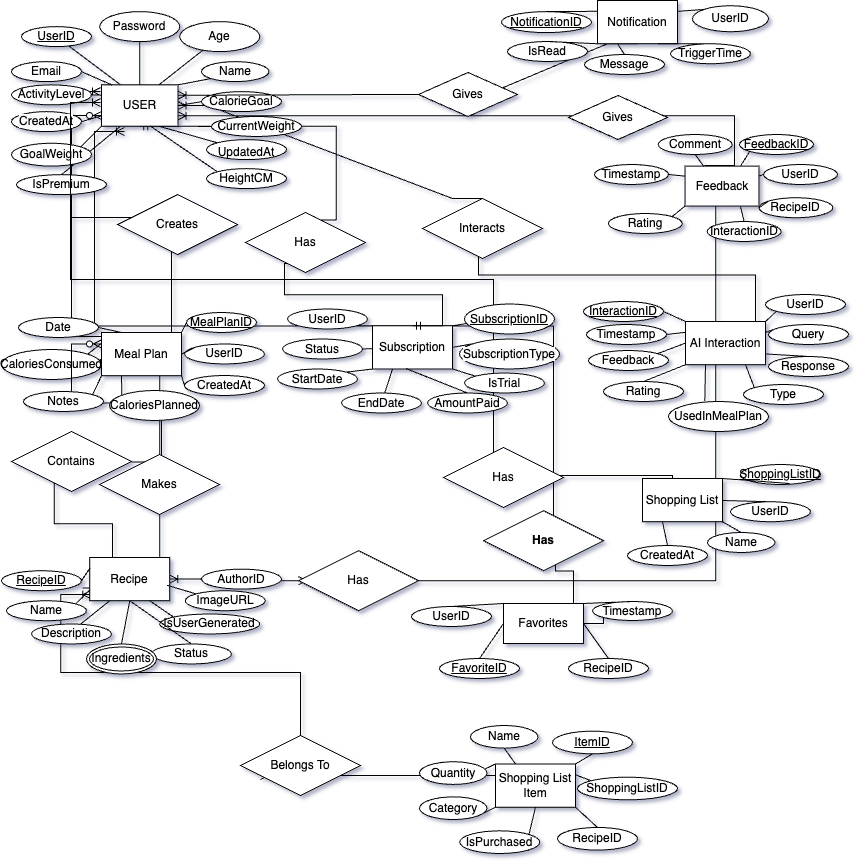 NotificationID
Notification
UserID
IsRead
Message
TriggerTime
UserID
Password
Age
Email
Name
ActivityLevel
USER
CalorieGoal
CreatedAt
CurrentWeight
GoalWeight
UpdatedAt
IsPremium
HeightCM
Gives
Gives
Comment
FeedbackID
Timestamp
Feedback
UserID
Rating
RecipeID
InteractionID
Creates
Has
Interacts
Date
MealPlanID
CaloriesConsumed
Meal Plan
UserID
CreatedAt
Notes
CaloriesPlanned
UserID
SubscriptionID
Status
Subscription
SubscriptionType
StartDate
IsTrial
EndDate
AmountPaid
InteractionID
UserID
Timestamp
AI Interaction
Query
Feedback
Response
Rating
Type
UsedInMealPlan
Contains
Makes
Has
ShoppingListID
Shopping List
UserID
Name
CreatedAt
Has
RecipeID
Recipe
AuthorID
Has
Name
ImageURL
Description
IsUserGenerated
Ingredients
Status
UserID
Favorites
Timestamp
FavoriteID
RecipeID
Belongs To
Name
ItemID
Quantity
Shopping List
Item
ShoppingListID
Category
IsPurchased
RecipeID